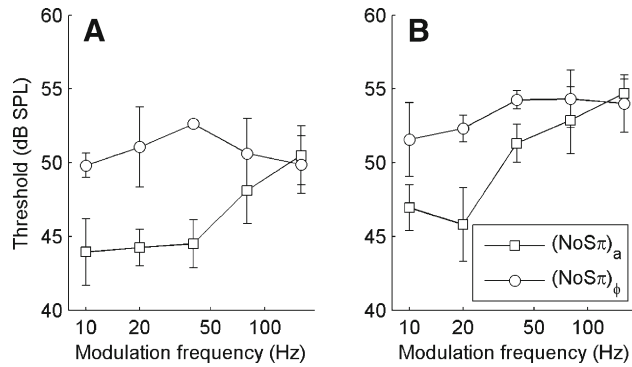 A
B
Threshold (dB SPL)
60
55
50
45
40
10
20
50
100
Modulation frequency (Hz)
60
55
50
45
40
10
20
50
100
Modulation frequency (Hz)
(NoSπ)a
(NoSπ)ϕ